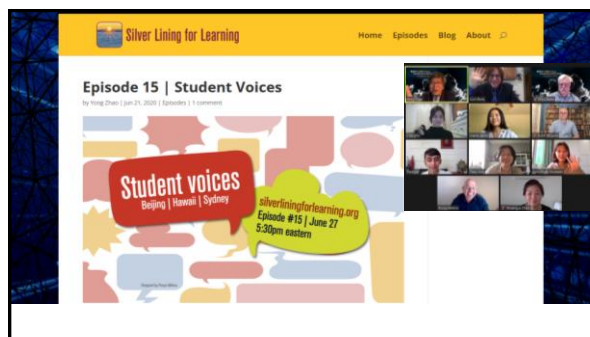 Silver Lining for Learning
Home Episodes Blog About
Episode 15 | Student Voices
by Yong Zhao | Jun 21, 2020 | Episodes | 1 comment
Student voices
Beijing | Hawaii | Sydney
silverliningforlearning.org
Episode #15 | June 27
5:30pm eastern